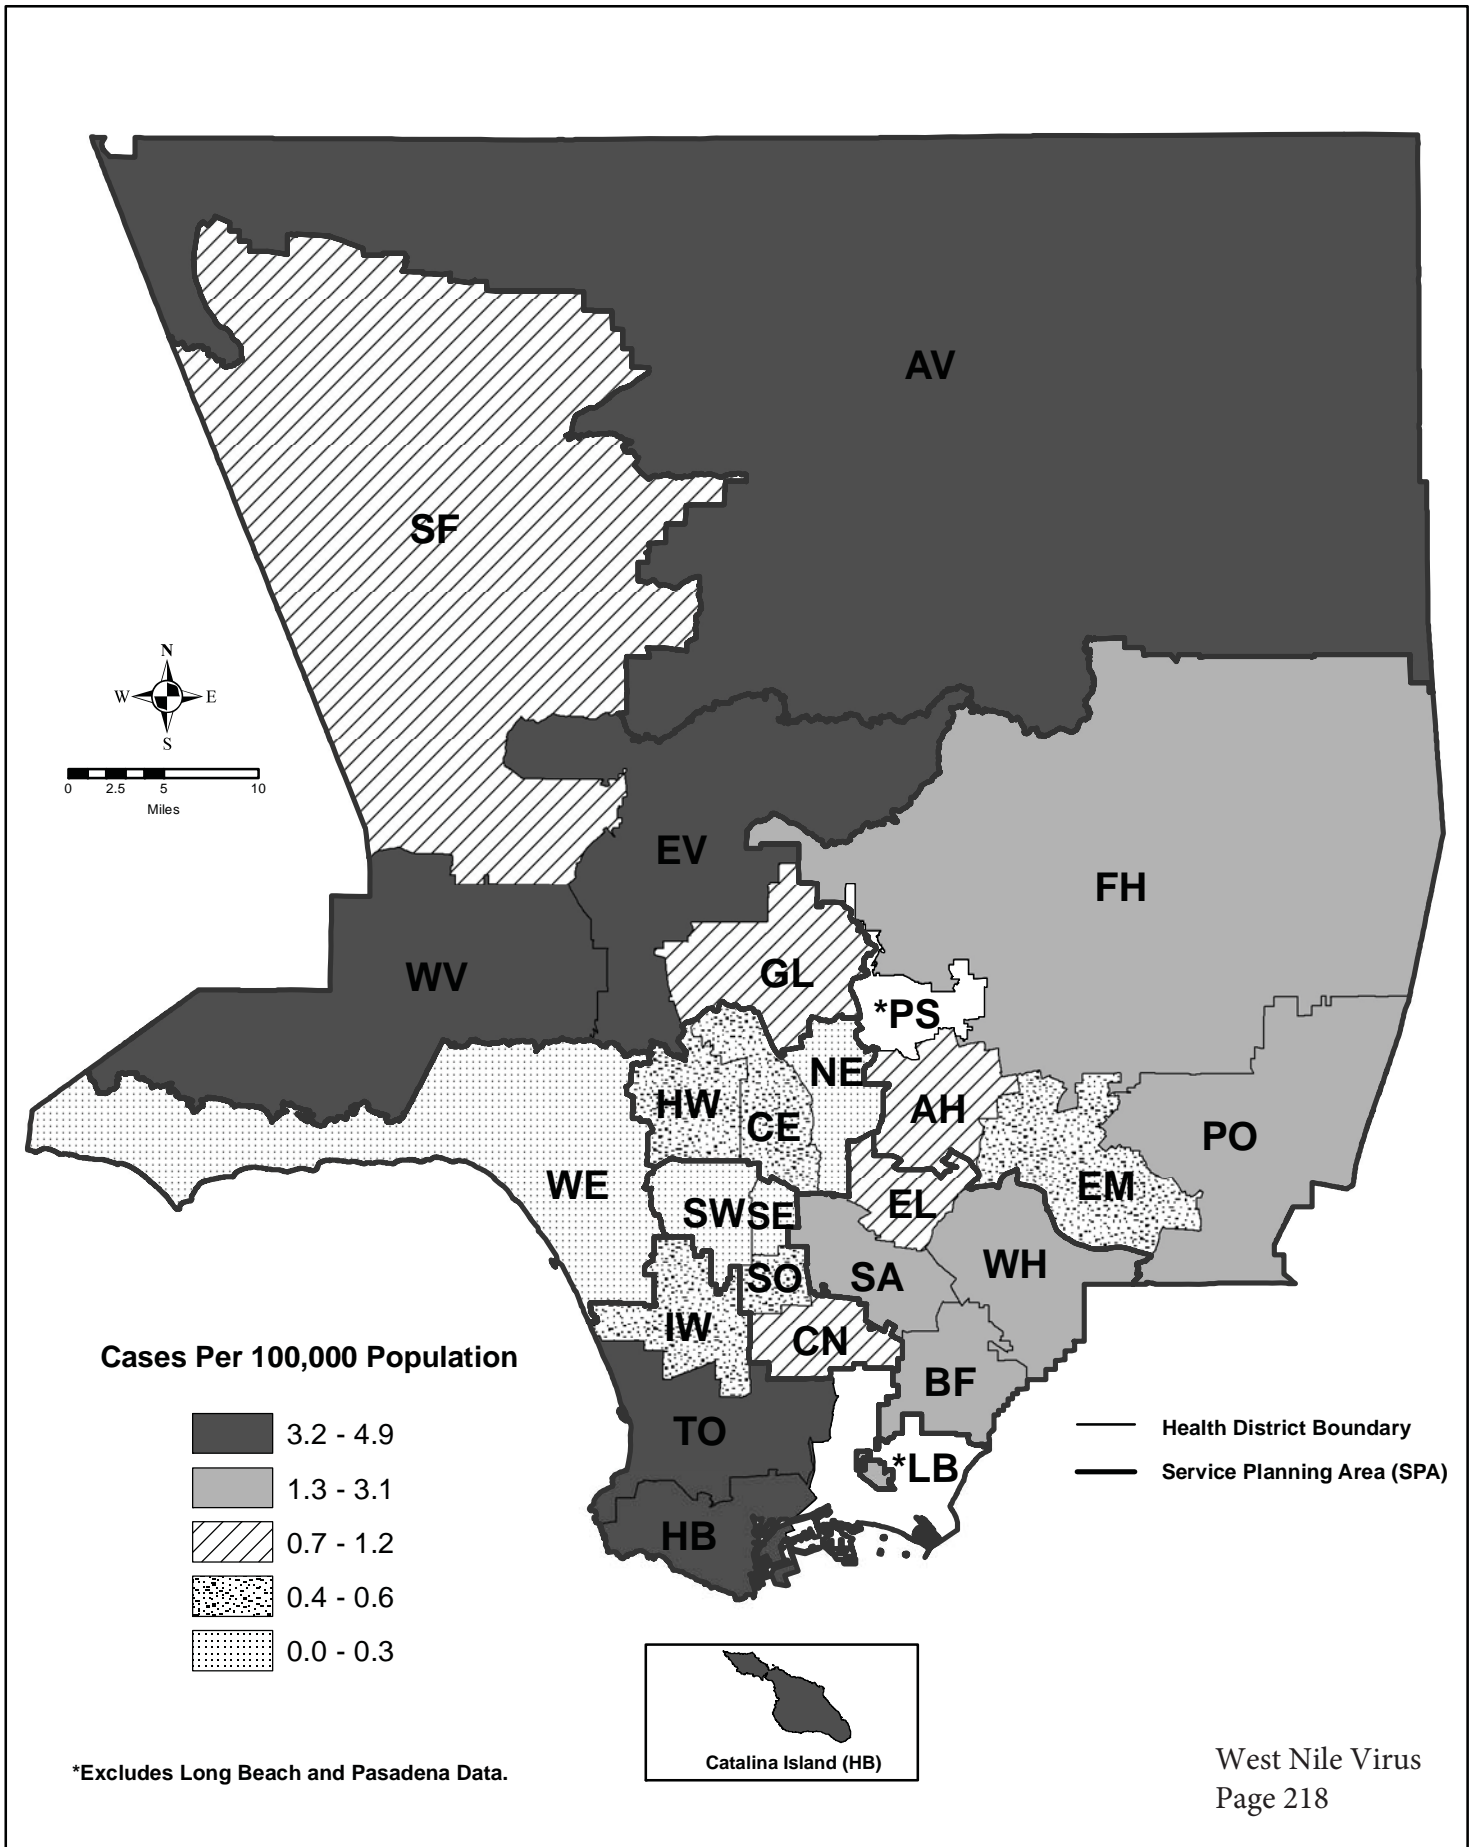 AV
SF
N
W E
S
0 2.5 5 10
Miles
EV
FH
WV
GL
*PS
NE
HW
AH
CE
PO
WE
EM
SW
SE
EL
WH
SO
SA
IW
CN
Cases Per 100,000 Population
BF
3.2 - 4.9
TO
Health District Boundary
*LB
Service Planning Area (SPA)
1.3 - 3.1
HB
0.7 - 1.2
0.4 - 0.6
0.0 - 0.3
Catalina Island (HB)
*Excludes Long Beach and Pasadena Data.
West Nile Virus
Page 218